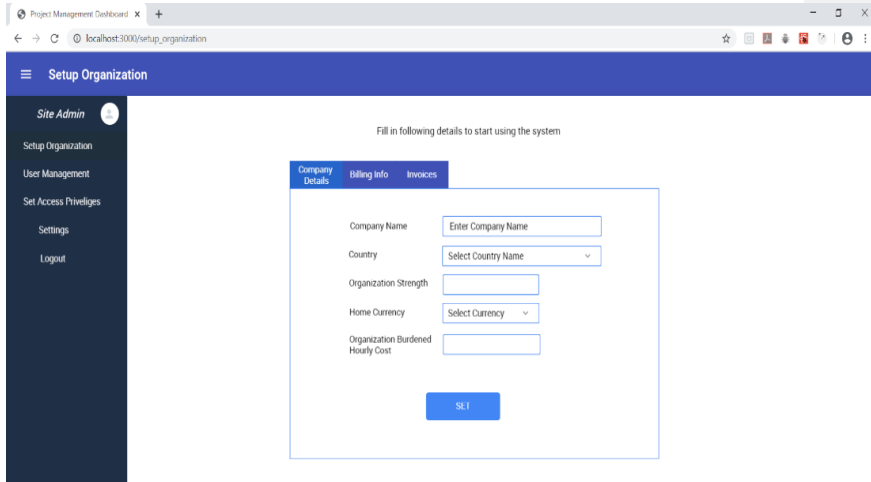 Project Management Dashboard
localhost:3000/setup_organization
Setup Organization
Site Admin
Setup Organization
User Management
Set Access Priveliges
Settings
Logout
Fill in following details to start using the system
Company
Details
Billing Info
Invoices
Company Name
Enter Company Name
Country
Select Country Name
Organization Strength
Home Currency
Select Currency
Organization Burdened
Hourly Cost
SET